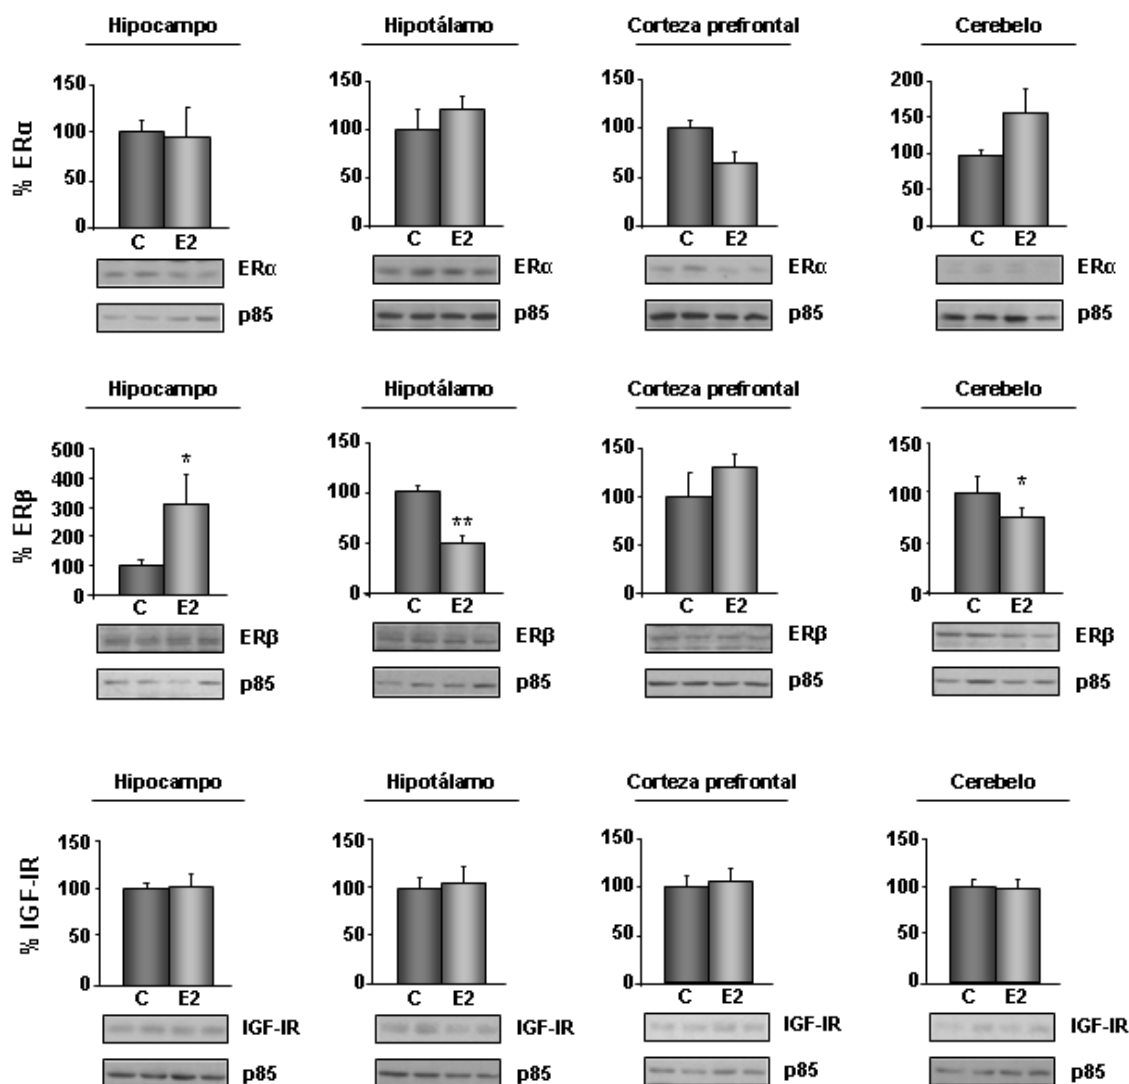 Hipocampo Hipotálamo Corteza prefrontal Cerebelo
% ERα
150 150 150 200
100 100 100 150
50 50 50 100
0 0 0 50
0
C E2 C E2 C E2 C E2
ERα ERα ERα ERα
p85 p85 p85 p85
Hipocampo Hipotálamo Corteza prefrontal Cerebelo
% ERβ
500 150 150 150
400 100 100 100
300 50 50 50
200 0 0 0
100
0
* ** *
C E2 C E2 C E2 C E2
ERβ ERβ ERβ ERβ
p85 p85 p85 p85
Hipocampo Hipotálamo Corteza prefrontal Cerebelo
% IGF-IR
150 150 150 150
100 100 100 100
50 50 50 50
0 0 0 0
C E2 C E2 C E2 C E2
IGF-IR IGF-IR IGF-IR IGF-IR
p85 p85 p85 p85